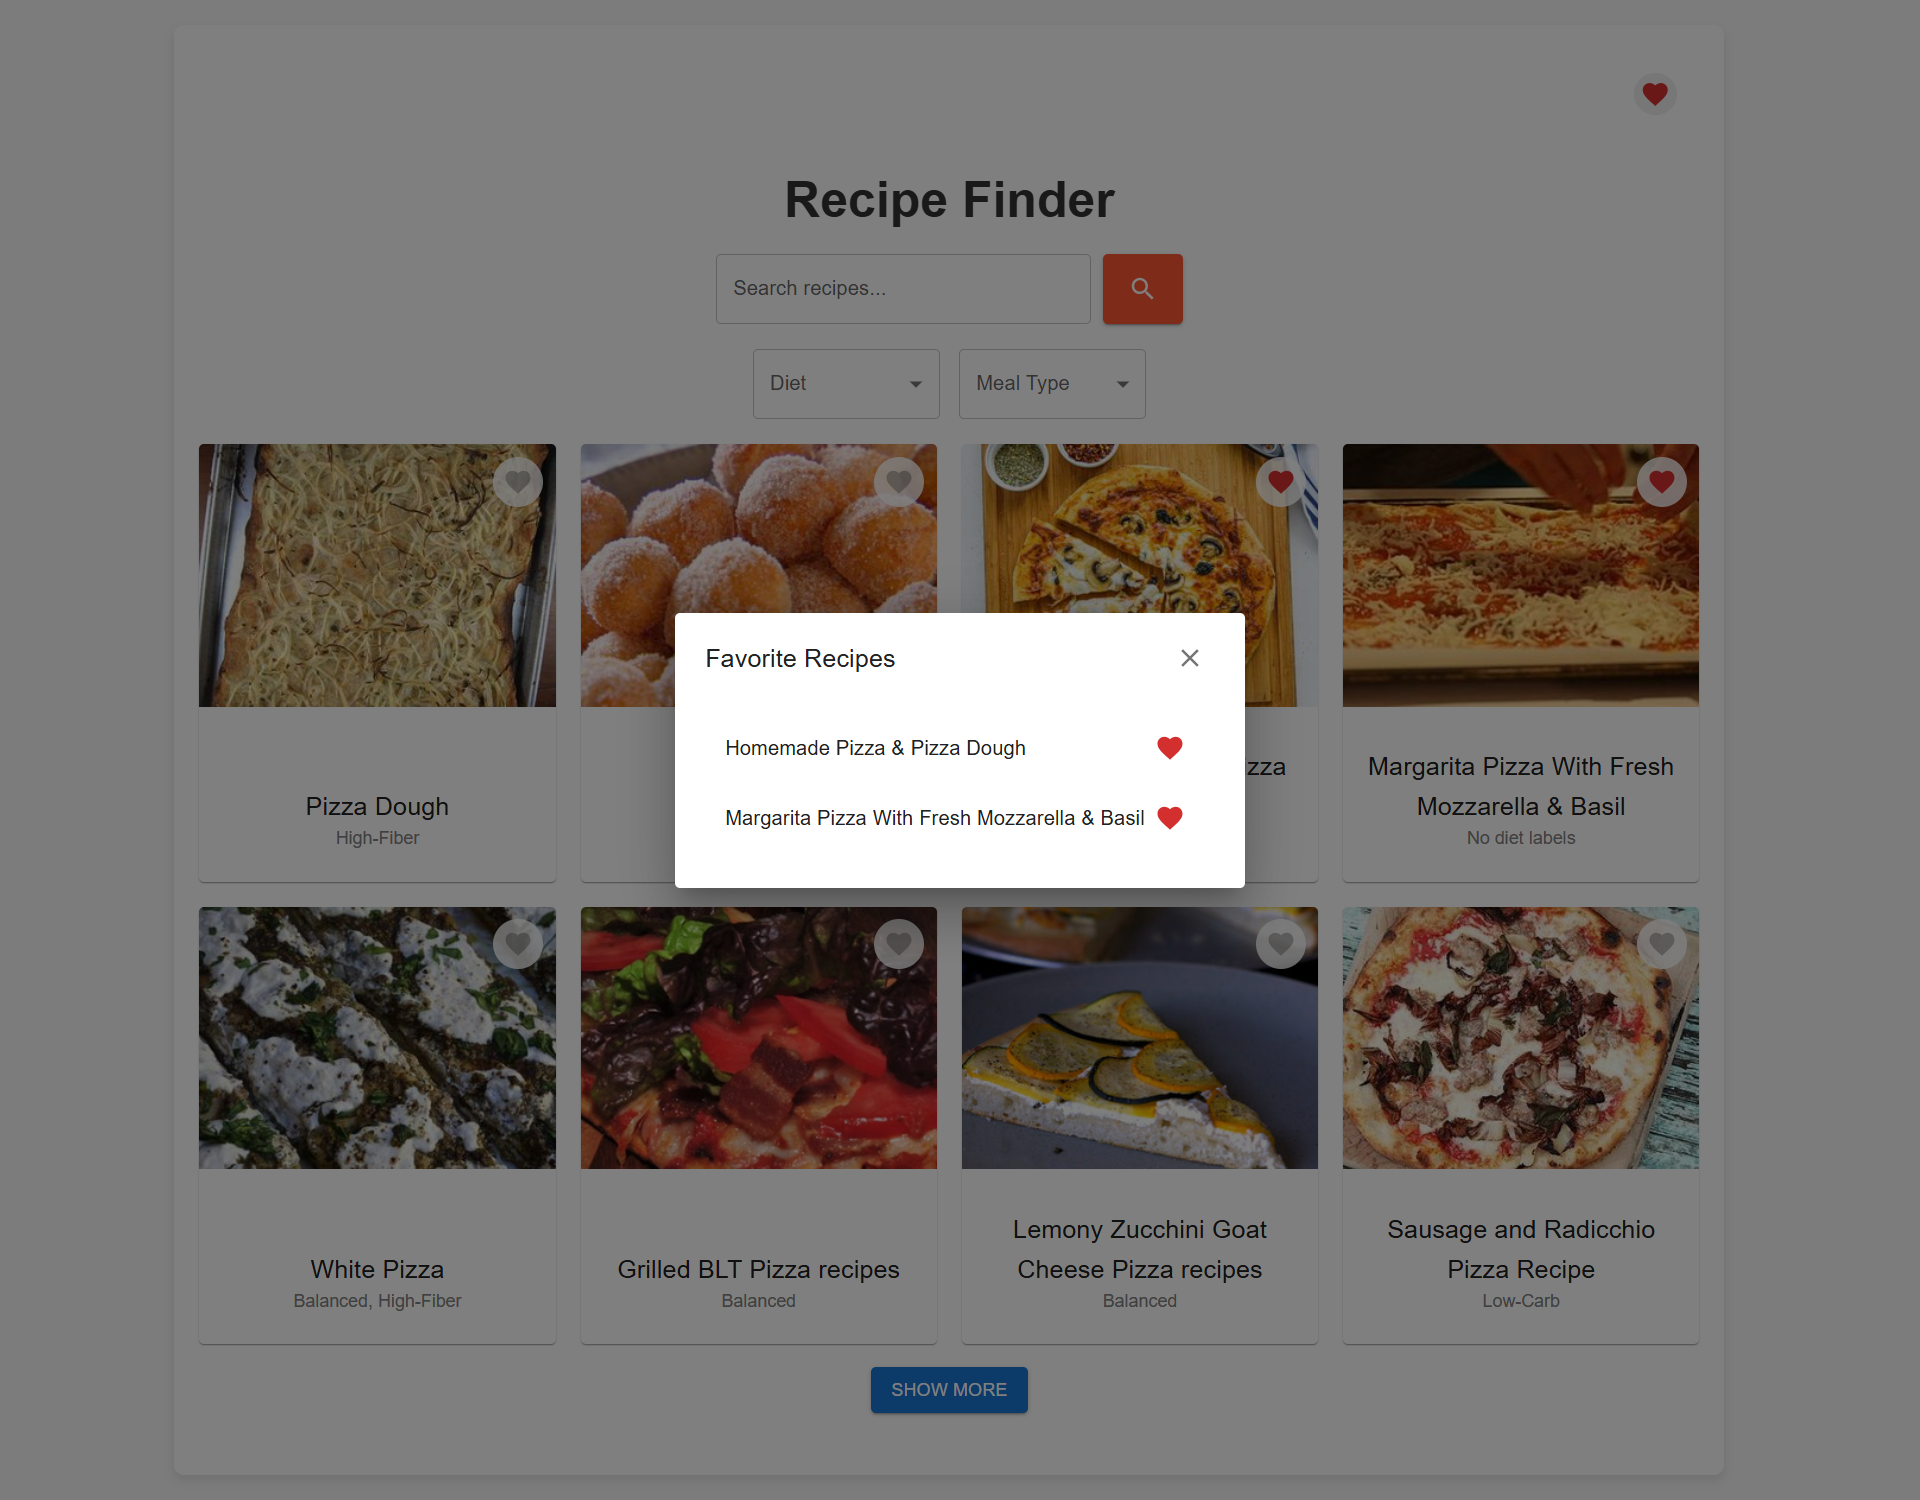 Recipe Finder
Search recipes...
Diet
Meal Type
Favorite Recipes
Homemade Pizza & Pizza Dough
Margarita Pizza With Fresh Mozzarella & Basil
Pizza Dough
High-Fiber
zza
Margarita Pizza With Fresh
Mozzarella & Basil
No diet labels
White Pizza
Balanced, High-Fiber
Grilled BLT Pizza recipes
Balanced
Lemony Zucchini Goat
Cheese Pizza recipes
Balanced
Sausage and Radicchio
Pizza Recipe
Low-Carb
SHOW MORE